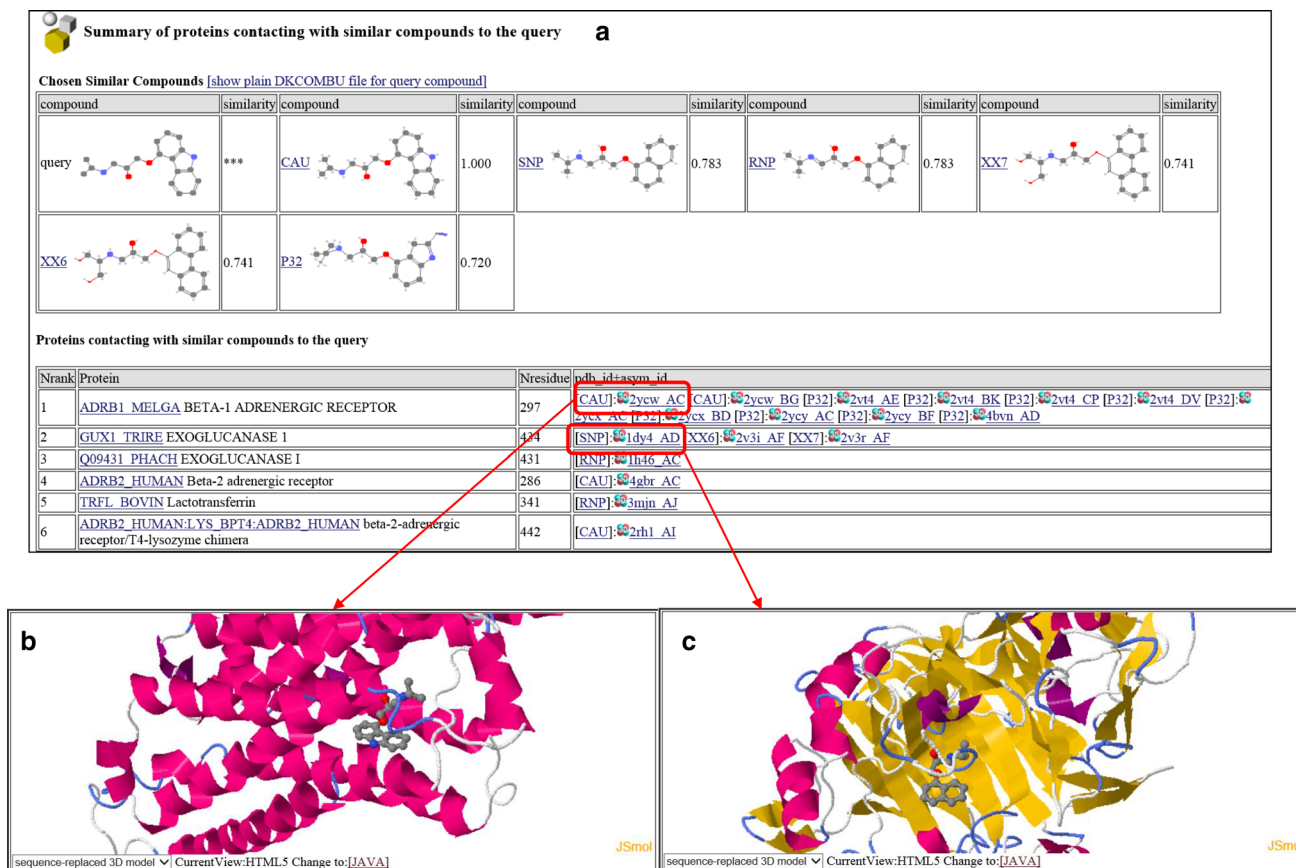 Summary of proteins contacting with similar compounds to the query a
Chosen Similar Compounds [show plain DKCOMBU file for query compound]
compound similarity compound similarity compound similarity compound similarity compound similarity
query *** CAU 1.000 SNP 0.783 RNP 0.783 XX7 0.741
XX6 0.741 P32 0.720
Proteins contacting with similar compounds to the query
Nrank Protein Nresidue pdb_id+asym_id
1 ADRB1_MELGA BETA-1 ADRENERGIC RECEPTOR 297 [CAU]: 2ycw_AC [CAU]: 2ycw_BG [P32]: 2vt4_AE [P32]: 2vt4_BK [P32]: 2vt4_CP [P32]: 2vt4_DV [P32]:
2ycx_AC [P32]: 2ycx_BD [P32]: 2ycy_AC [P32]: 2ycy_BF [P32]: 4bvn_AD
2 GUX1_TRIRE EXOGLUCANASE 1 434 [SNP]: 1dy4_AD [XX6]: 2v3i_AF [XX7]: 2v3r_AF
3 Q09431_PHACH EXOGLUCANASE I 431 [RNP]: 1h46_AC
4 ADRB2_HUMAN Beta-2 adrenergic receptor 286 [CAU]: 4gbr_AC
5 TRFL_BOVIN Lactotransferrin 341 [RNP]: 3mjn_AJ
6 ADRB2_HUMAN:LYS_BPT4:ADRB2_HUMAN beta-2-adrenergic
receptor/T4-lysozyme chimera 442 [CAU]: 2rh1_AI
b
JSmol
sequence-replaced 3D model CurrentView:HTML5 Change to:[JAVA]
c
JSmol
sequence-replaced 3D model CurrentView:HTML5 Change to:[JAVA]